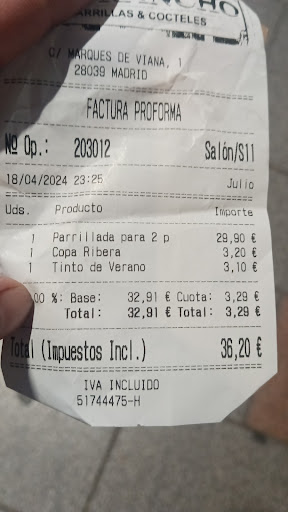 NCHO
PARRILLAS & COCTELES
C/ MARQUES DE VIANA, 1
28039 MADRID
FACTURA PROFORMA
Nº Op.: 203012 Salón/S11
18/04/2024 23:25 Julio
Uds. Producto Importe
1 Parrillada para 2 p 29,90 €
1 Copa Ribera 3,20 €
1 Tinto de Verano 3,10 €
,00 %: Base: 32,91 € Cuota: 3,29 €
Total: 32,91 € Total: 3,29 €
Total (Impuestos Incl.) 36,20 €
IVA INCLUIDO
51744475-H